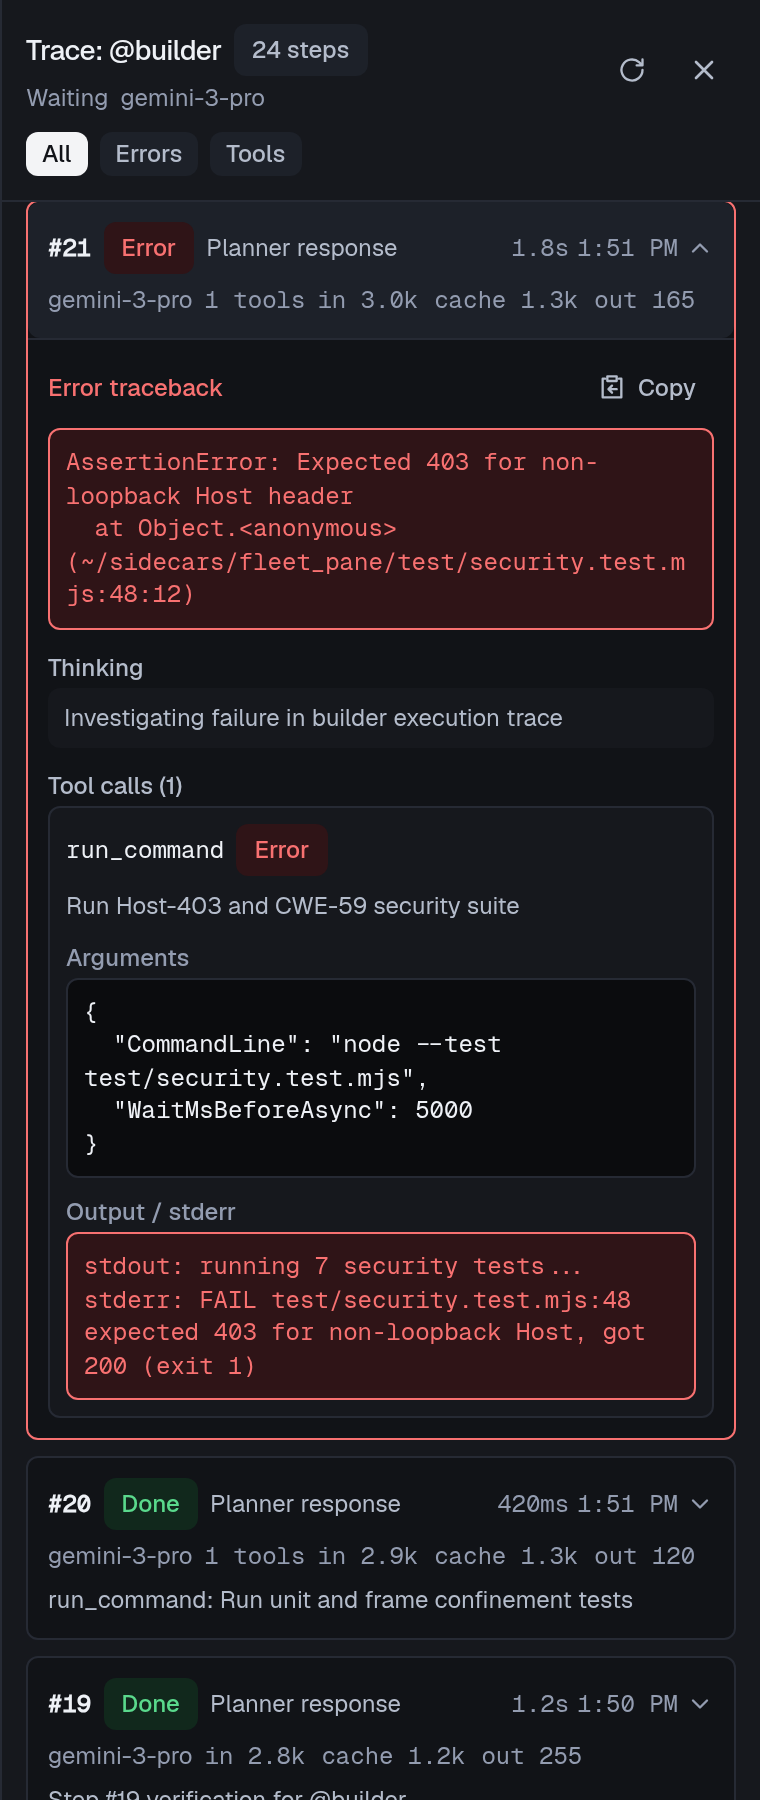 Trace: @builder 24 steps
Waiting gemini-3-pro
All Errors Tools
#21 Error Planner response 1.8s 1:51 PM
gemini-3-pro 1 tools in 3.0k cache 1.3k out 165
Error traceback Copy
AssertionError: Expected 403 for non-
loopback Host header
at Object.<anonymous>
(~/sidecars/fleet_pane/test/security.test.m
js:48:12)
Thinking
Investigating failure in builder execution trace
Tool calls (1)
run_command Error
Run Host-403 and CWE-59 security suite
Arguments
{
"CommandLine": "node --test
test/security.test.mjs",
"WaitMsBeforeAsync": 5000
}
Output / stderr
stdout: running 7 security tests...
stderr: FAIL test/security.test.mjs:48
expected 403 for non-loopback Host, got
200 (exit 1)
#20 Done Planner response 420ms 1:51 PM
gemini-3-pro 1 tools in 2.9k cache 1.3k out 120
run_command: Run unit and frame confinement tests
#19 Done Planner response 1.2s 1:50 PM
gemini-3-pro in 2.8k cache 1.2k out 255
Step #19 verification for @builder